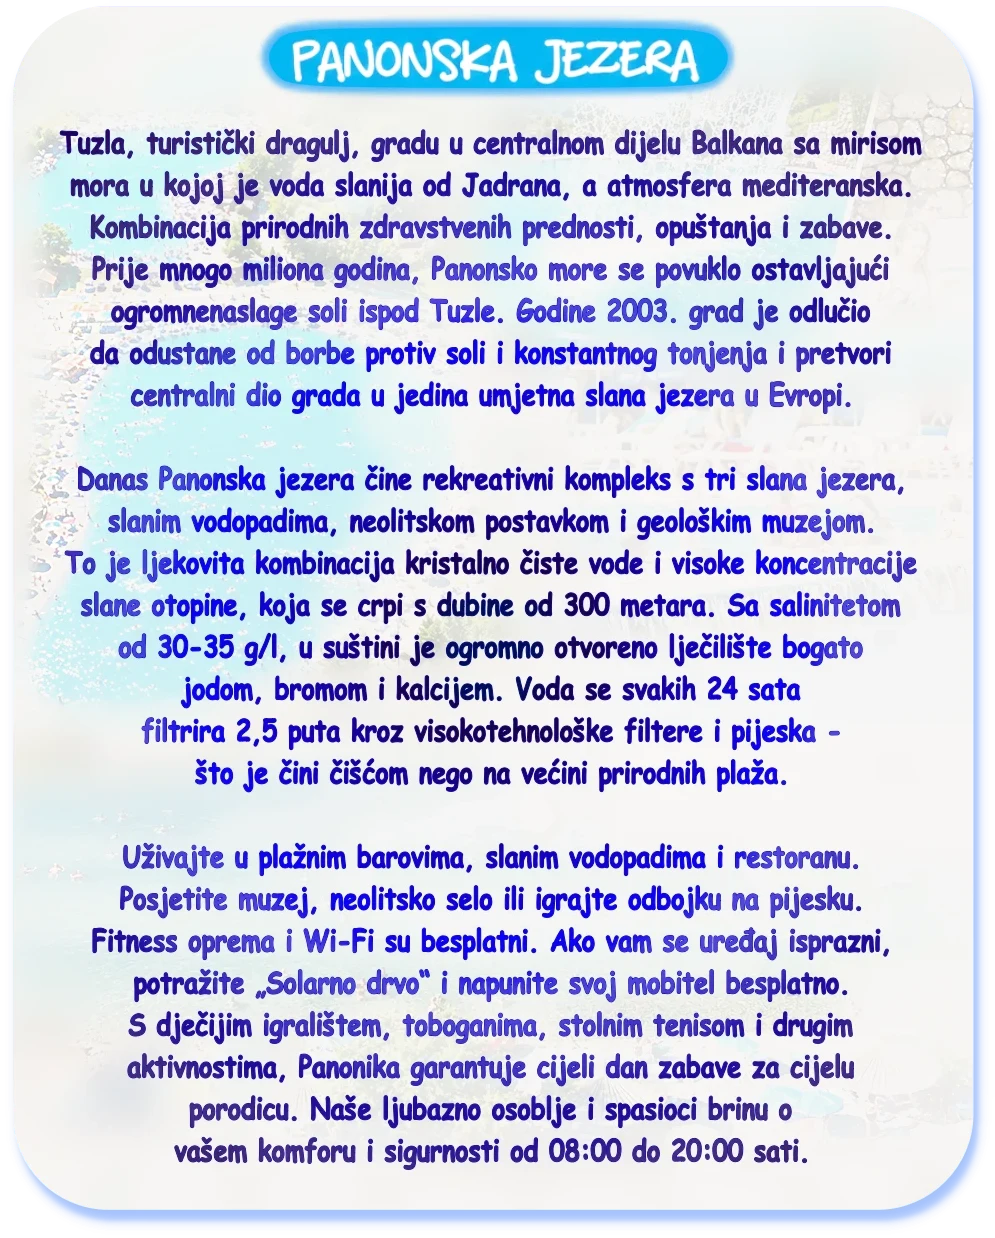 PANONSKA JEZERA
Tuzla, turistički dragulj, gradu u centralnom dijelu Balkana sa mirisom
mora u kojoj je voda slanija od Jadrana, a atmosfera mediteranska.
Kombinacija prirodnih zdravstvenih prednosti, opuštanja i zabave.
Prije mnogo miliona godina, Panonsko more se povuklo ostavljajući
ogromnenaslage soli ispod Tuzle. Godine 2003. grad je odlučio
da odustane od borbe protiv soli i konstantnog tonjenja i pretvori
centralni dio grada u jedina umjetna slana jezera u Evropi.
Danas Panonska jezera čine rekreativni kompleks s tri slana jezera,
slanim vodopadima, neolitskom postavkom i geološkim muzejom.
To je ljekovita kombinacija kristalno čiste vode i visoke koncentracije
slane otopine, koja se crpi s dubine od 300 metara. Sa salinitetom
od 30-35 g/l, u suštini je ogromno otvoreno lječilište bogato
jodom, bromom i kalcijem. Voda se svakih 24 sata
filtrira 2,5 puta kroz visokotehnološke filtere i pijeska -
što je čini čišćom nego na većini prirodnih plaža.
Uživajte u plažnim barovima, slanim vodopadima i restoranu.
Posjetite muzej, neolitsko selo ili igrajte odbojku na pijesku.
Fitness oprema i Wi-Fi su besplatni. Ako vam se uređaj isprazni,
potražite „Solarno drvo“ i napunite svoj mobitel besplatno.
S dječijim igralištem, toboganima, stolnim tenisom i drugim
aktivnostima, Panonika garantuje cijeli dan zabave za cijelu
porodicu. Naše ljubazno osoblje i spasioci brinu o
vašem komforu i sigurnosti od 08:00 do 20:00 sati.